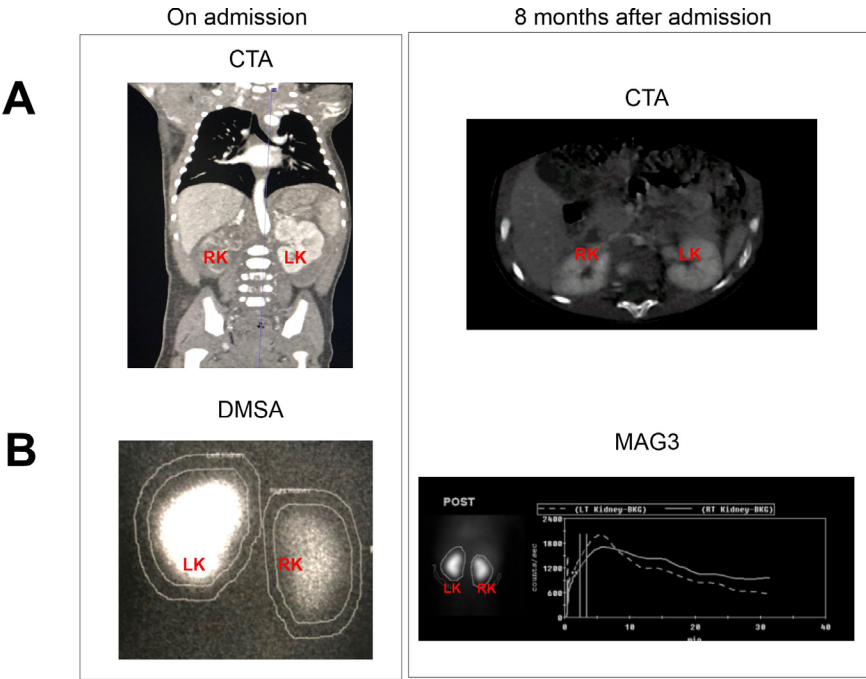 On admission
8 months after admission
A
CTA
CTA
RK
LK
RK
LK
B
DMSA
MAG3
Left kidney
Right kidney
LK
RK
POST
(LT Kidney-BKG)
(RT Kidney-BKG)
2400
1800
1200
600
0
counts/sec
LK
RK
0
10
20
30
40
min